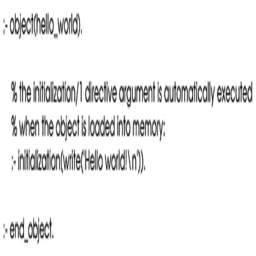 :- object(hello_world).
% the initialization/1 directive argument is automatically executed
% when the object is loaded into memory:
:- initialization(write('Hello world!\n')).
:- end_object.